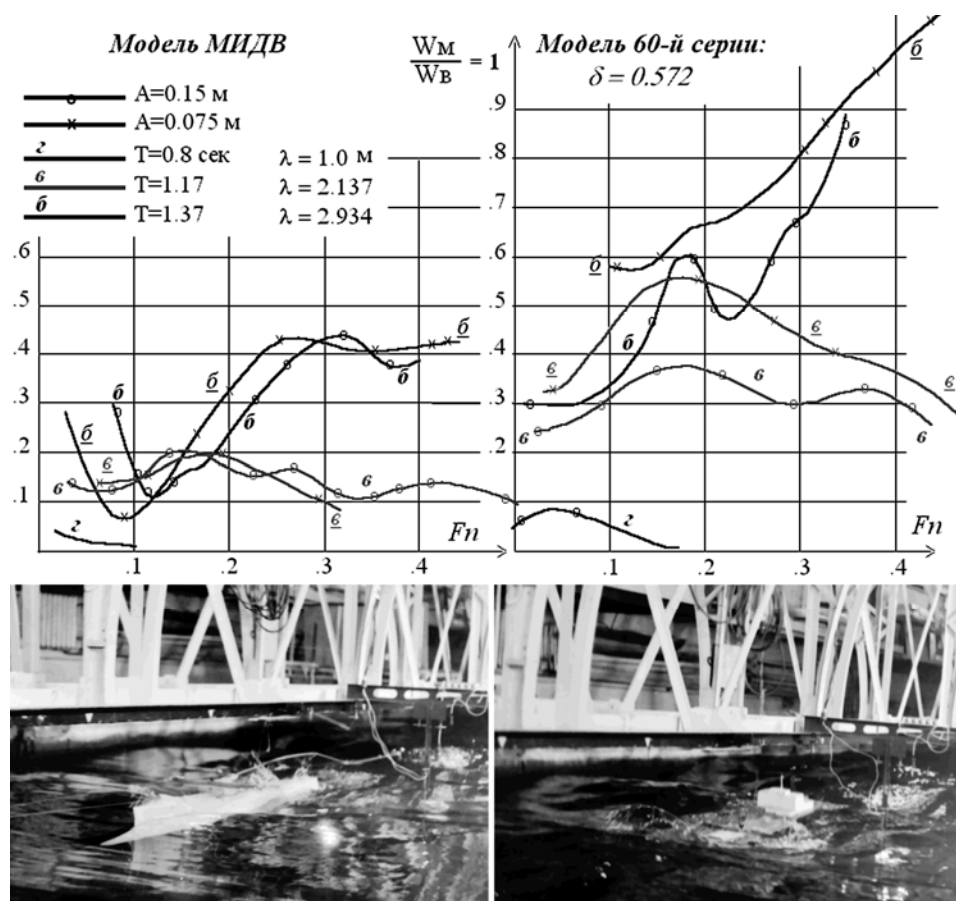 Модель МИДВ
A=0.15 м
A=0.075 м
г T=0.8 сек λ = 1.0 м
в T=1.17 λ = 2.137
б T=1.37 λ = 2.934
Wм
Wв = 1
Модель 60-й серии:
δ = 0.572
.9
.8
.7
.6
.5
.4
.3
.2
.1
.6
.5
.4
.3
.2
.1
б
б
в
в
г
б
б
б
б
в
в
Fn
.1 .2 .3 .4
б
б
б
б
в
в
в
в
в
в
г
Fn
.1 .2 .3 .4